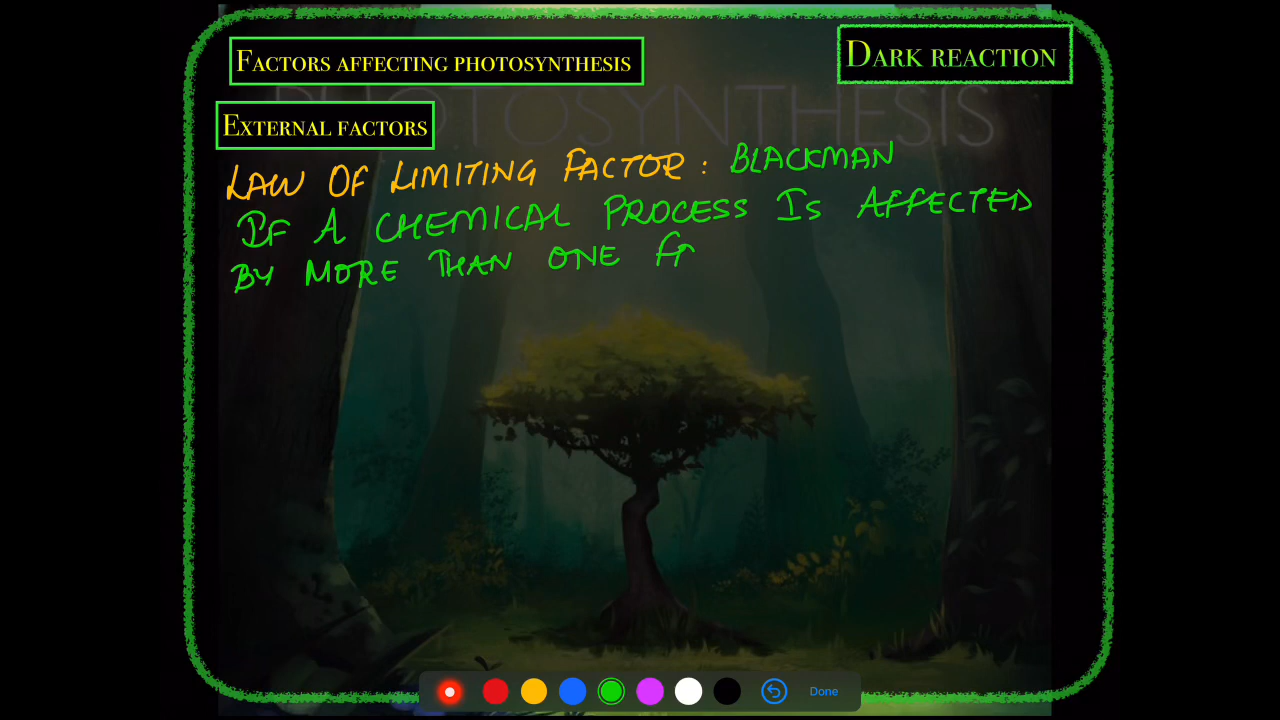 FACTORS AFFECTING PHOTOSYNTHESIS
DARK REACTION
PHOTOSYNTHESIS
EXTERNAL FACTORS
LAW OF LIMITING FACTOR : BLACKMAN
IF A CHEMICAL PROCESS IS AFFECTED
BY MORE THAN ONE
Done